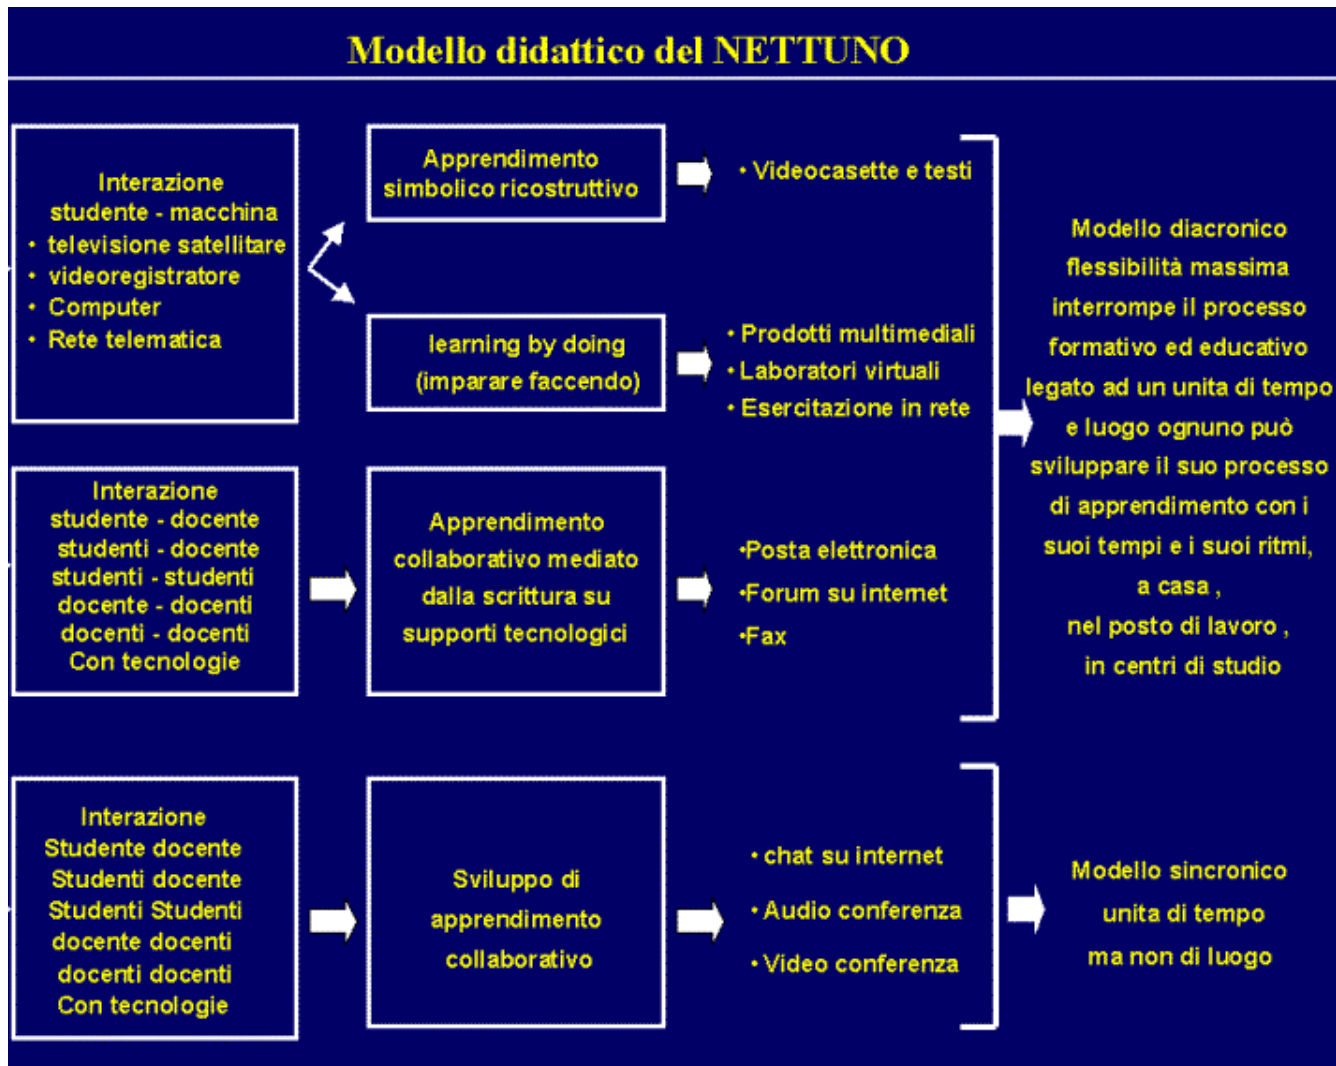 Modello didattico del NETTUNO
Interazione
studente - macchina
• televisione satellitare
• videoregistratore
• Computer
• Rete telematica
Apprendimento
simbolico ricostruttivo
• Videocasette e testi
learning by doing
(imparare faccendo)
• Prodotti multimediali
• Laboratori virtuali
• Esercitazione in rete
Interazione
studente - docente
studenti - docente
studenti - studenti
docente - docenti
docenti - docenti
Con tecnologie
Apprendimento
collaborativo mediato
dalla scrittura su
supporti tecnologici
•Posta elettronica
•Forum su internet
•Fax
Modello diacronico
flessibilità massima
interrompe il processo
formativo ed educativo
legato ad un unita di tempo
e luogo ognuno può
sviluppare il suo processo
di apprendimento con i
suoi tempi e i suoi ritmi,
a casa ,
nel posto di lavoro ,
in centri di studio
Interazione
Studente docente
Studenti docente
Studenti Studenti
docente docenti
docenti docenti
Con tecnologie
Sviluppo di
apprendimento
collaborativo
• chat su internet
• Audio conferenza
• Video conferenza
Modello sincronico
unita di tempo
ma non di luogo